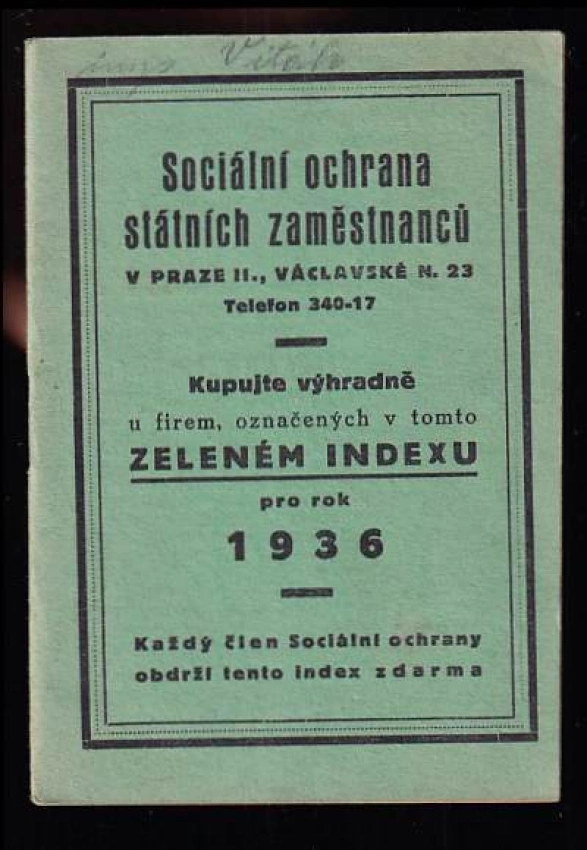 Sociální ochrana
státních zaměstnanců
V PRAZE II., VÁCLAVSKÉ N. 23
Telefon 340-17
Kupujte výhradně
u firem, označených v tomto
ZELENÉM INDEXU
pro rok
1936
Každý člen Sociální ochrany
obdrží tento index zdarma